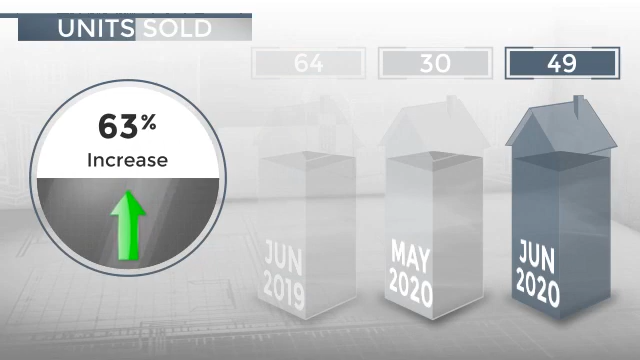 UNITS SOLD
64
30
49
63%
Increase
JUN
2019
MAY
2020
JUN
2020